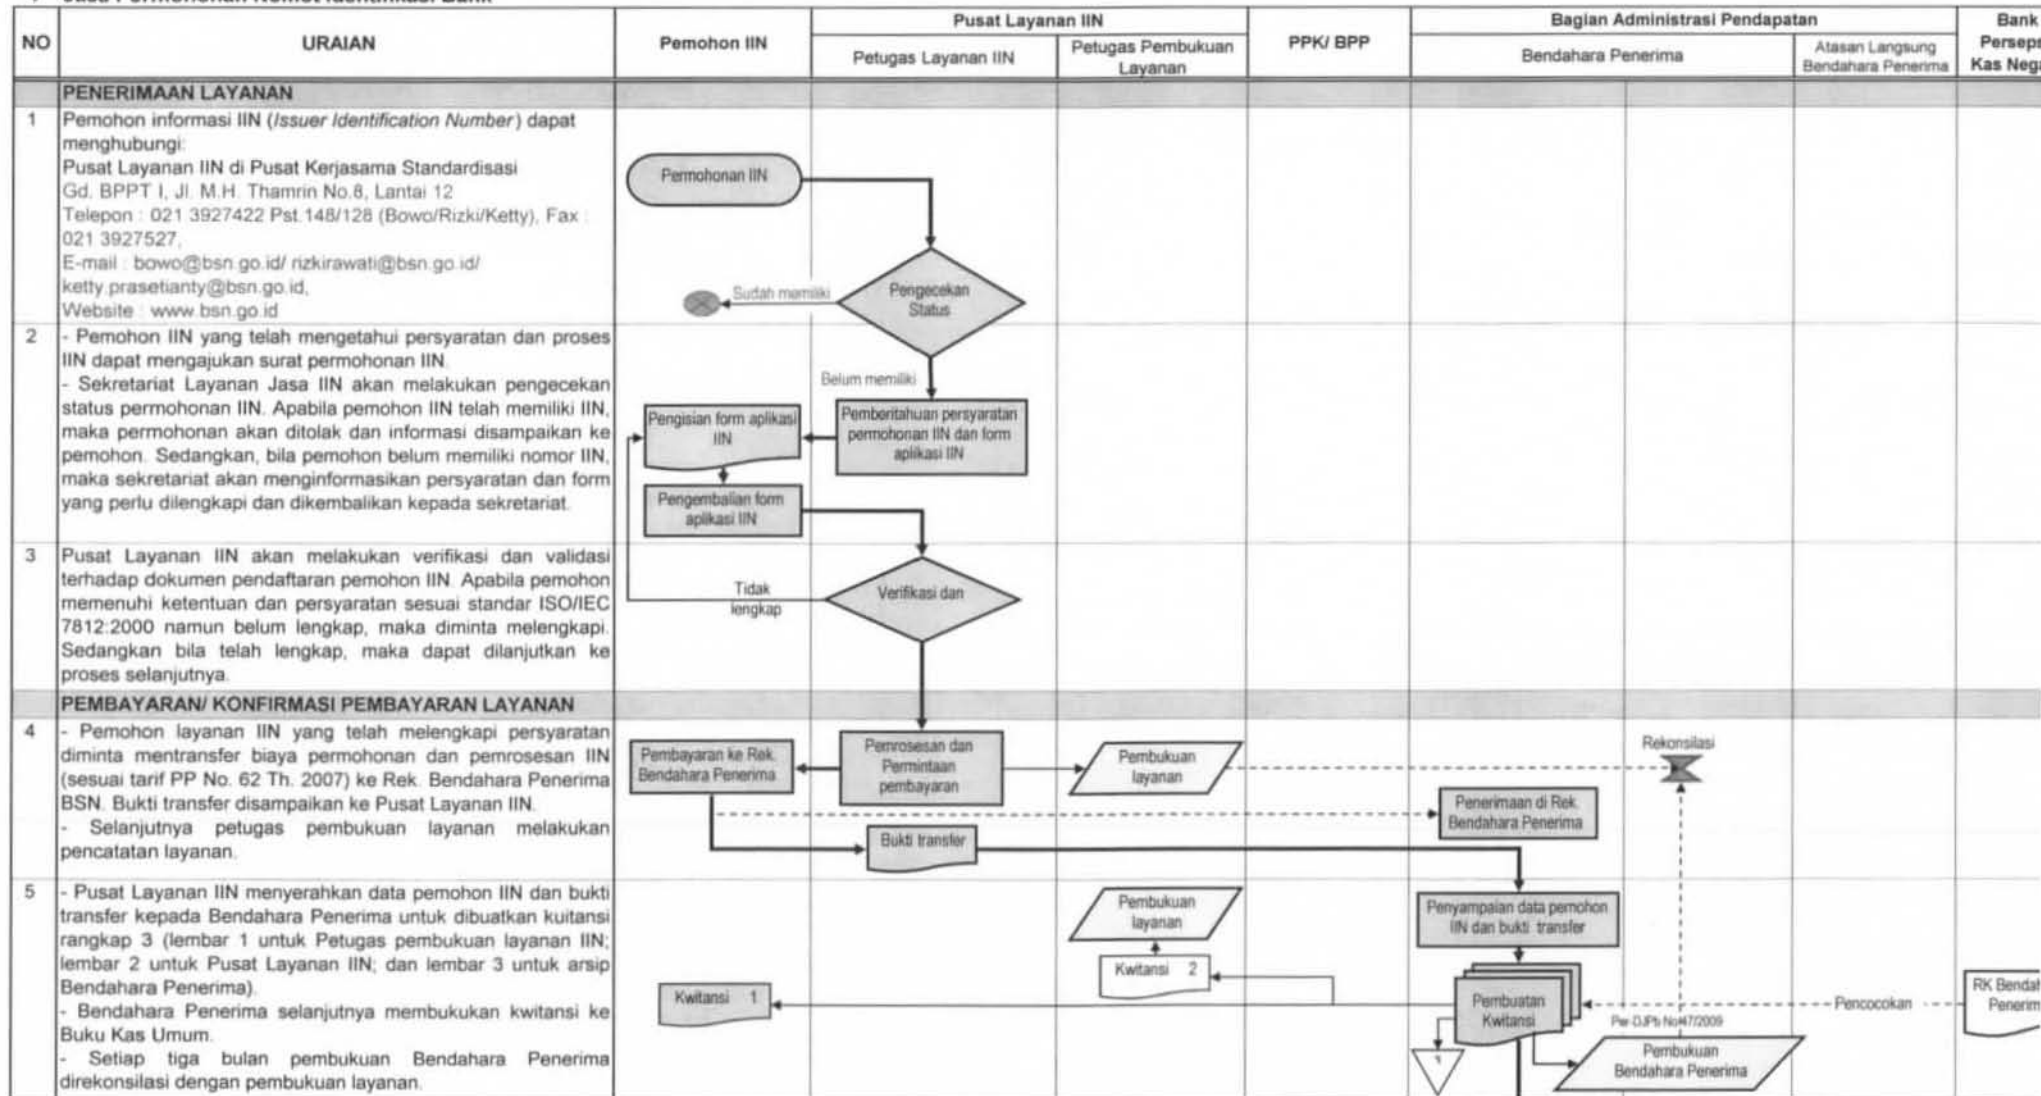 Jasa Permohonan Nomor Identifikasi Bank
NO
URAIAN
Pemohon IIN
Pusat Layanan IIN
Petugas Layanan IIN
Petugas Pembukuan
Layanan
PPK/ BPP
Bagian Administrasi Pendapatan
Bendahara Penerima
Atasan Langsung
Bendahara Penerima
Bank
Perseps
Kas Nega
PENERIMAAN LAYANAN
1
Pemohon informasi IIN (Issuer Identification Number) dapat
menghubungi:
Pusat Layanan IIN di Pusat Kerjasama Standardisasi
Gd. BPPT I, Jl. M.H. Thamrin No.8, Lantai 12
Telepon : 021 3927422 Pst.148/128 (Bowo/Rizki/Ketty), Fax :
021 3927527,
E-mail : bowo@bsn.go.id/ rizkirawati@bsn.go.id/
ketty.prasetianty@bsn.go.id,
Website : www.bsn.go.id
Permohonan IIN
Sudah memiliki
Pengecekan
Status
2
- Pemohon IIN yang telah mengetahui persyaratan dan proses
IIN dapat mengajukan surat permohonan IIN.
- Sekretariat Layanan Jasa IIN akan melakukan pengecekan
status permohonan IIN. Apabila pemohon IIN telah memiliki IIN,
maka permohonan akan ditolak dan informasi disampaikan ke
pemohon. Sedangkan, bila pemohon belum memiliki nomor IIN,
maka sekretariat akan menginformasikan persyaratan dan form
yang perlu dilengkapi dan dikembalikan kepada sekretariat.
Belum memiliki
Pengisian form aplikasi
IIN
Pemberitahuan persyaratan
permohonan IIN dan form
aplikasi IIN
Pengembalian form
aplikasi IIN
3
Pusat Layanan IIN akan melakukan verifikasi dan validasi
terhadap dokumen pendaftaran pemohon IIN. Apabila pemohon
memenuhi ketentuan dan persyaratan sesuai standar ISO/IEC
7812:2000 namun belum lengkap, maka diminta melengkapi.
Sedangkan bila telah lengkap, maka dapat dilanjutkan ke
proses selanjutnya.
Tidak
lengkap
Verifikasi dan
PEMBAYARAN/ KONFIRMASI PEMBAYARAN LAYANAN
4
- Pemohon layanan IIN yang telah melengkapi persyaratan
diminta mentransfer biaya permohonan dan pemrosesan IIN
(sesuai tarif PP No. 62 Th. 2007) ke Rek. Bendahara Penerima
BSN. Bukti transfer disampaikan ke Pusat Layanan IIN.
- Selanjutnya petugas pembukuan layanan melakukan
pencatatan layanan.
Pembayaran ke Rek.
Bendahara Penerima
Pemrosesan dan
Permintaan
pembayaran
Pembukuan
layanan
Rekonsilasi
Penerimaan di Rek.
Bendahara Penerima
Bukti transfer
5
- Pusat Layanan IIN menyerahkan data pemohon IIN dan bukti
transfer kepada Bendahara Penerima untuk dibuatkan kuitansi
rangkap 3 (lembar 1 untuk Petugas pembukuan layanan IIN;
lembar 2 untuk Pusat Layanan IIN; dan lembar 3 untuk arsip
Bendahara Penerima).
- Bendahara Penerima selanjutnya membukukan kwitansi ke
Buku Kas Umum.
- Setiap tiga bulan pembukuan Bendahara Penerima
direkonsilasi dengan pembukuan layanan.
Pembukuan
layanan
Penyampaian data pemohon
IIN dan bukti transfer
Kwitansi 2
Kwitansi 1
Pembuatan
Kwitansi
Pencocokan
RK Bendah
Penerim
Per-DJPb No 47/2009
Pembukuan
Bendahara Penerima